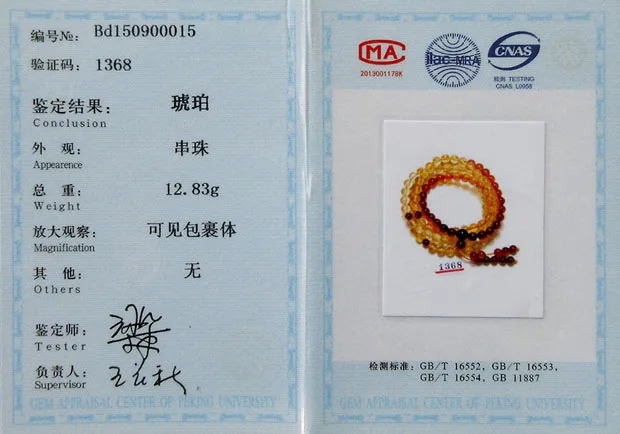 编号№: Bd150900015
验证码: 1368
鉴定结果: 琥珀
Conclusion
外 观: 串珠
Appearence
总 重: 12.83g
Weight
放大观察: 可见包裹体
Magnification
其 他: 无
Others
鉴定师:
Tester
负责人:
Supervisor
GEM APPRAISAL CENTER OF PEKING UNIVERSITY
CMA
2013001178K
ilac-MRA
CNAS
检测 TESTING
CNAS L0958
1368
检测标准: GB/T 16552, GB/T 16553,
GB/T 16554, GB 11887
GEM APPRAISAL CENTER OF PEKING UNIVERSITY